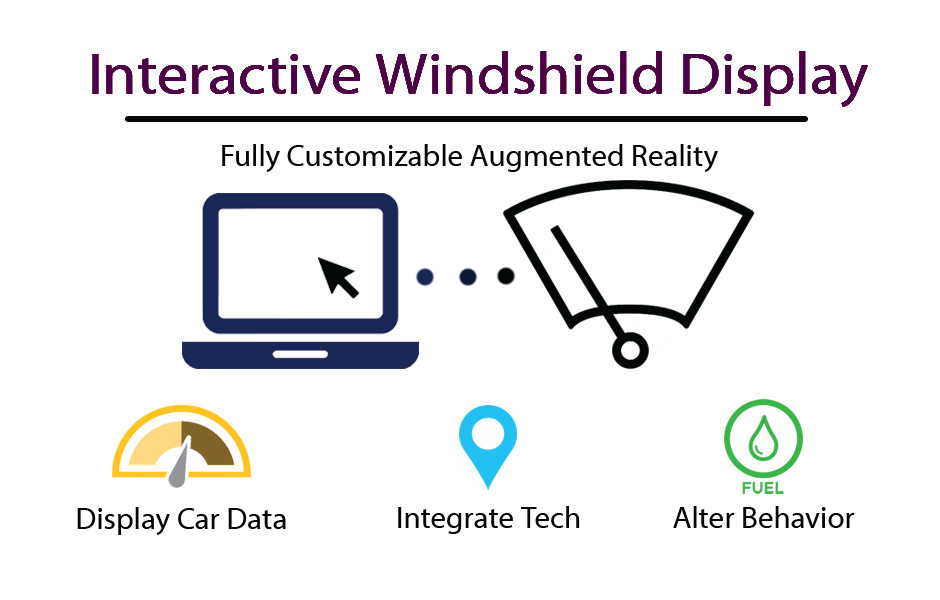 Interactive Windshield Display
Fully Customizable Augmented Reality
FUEL
Display Car Data
Integrate Tech
Alter Behavior